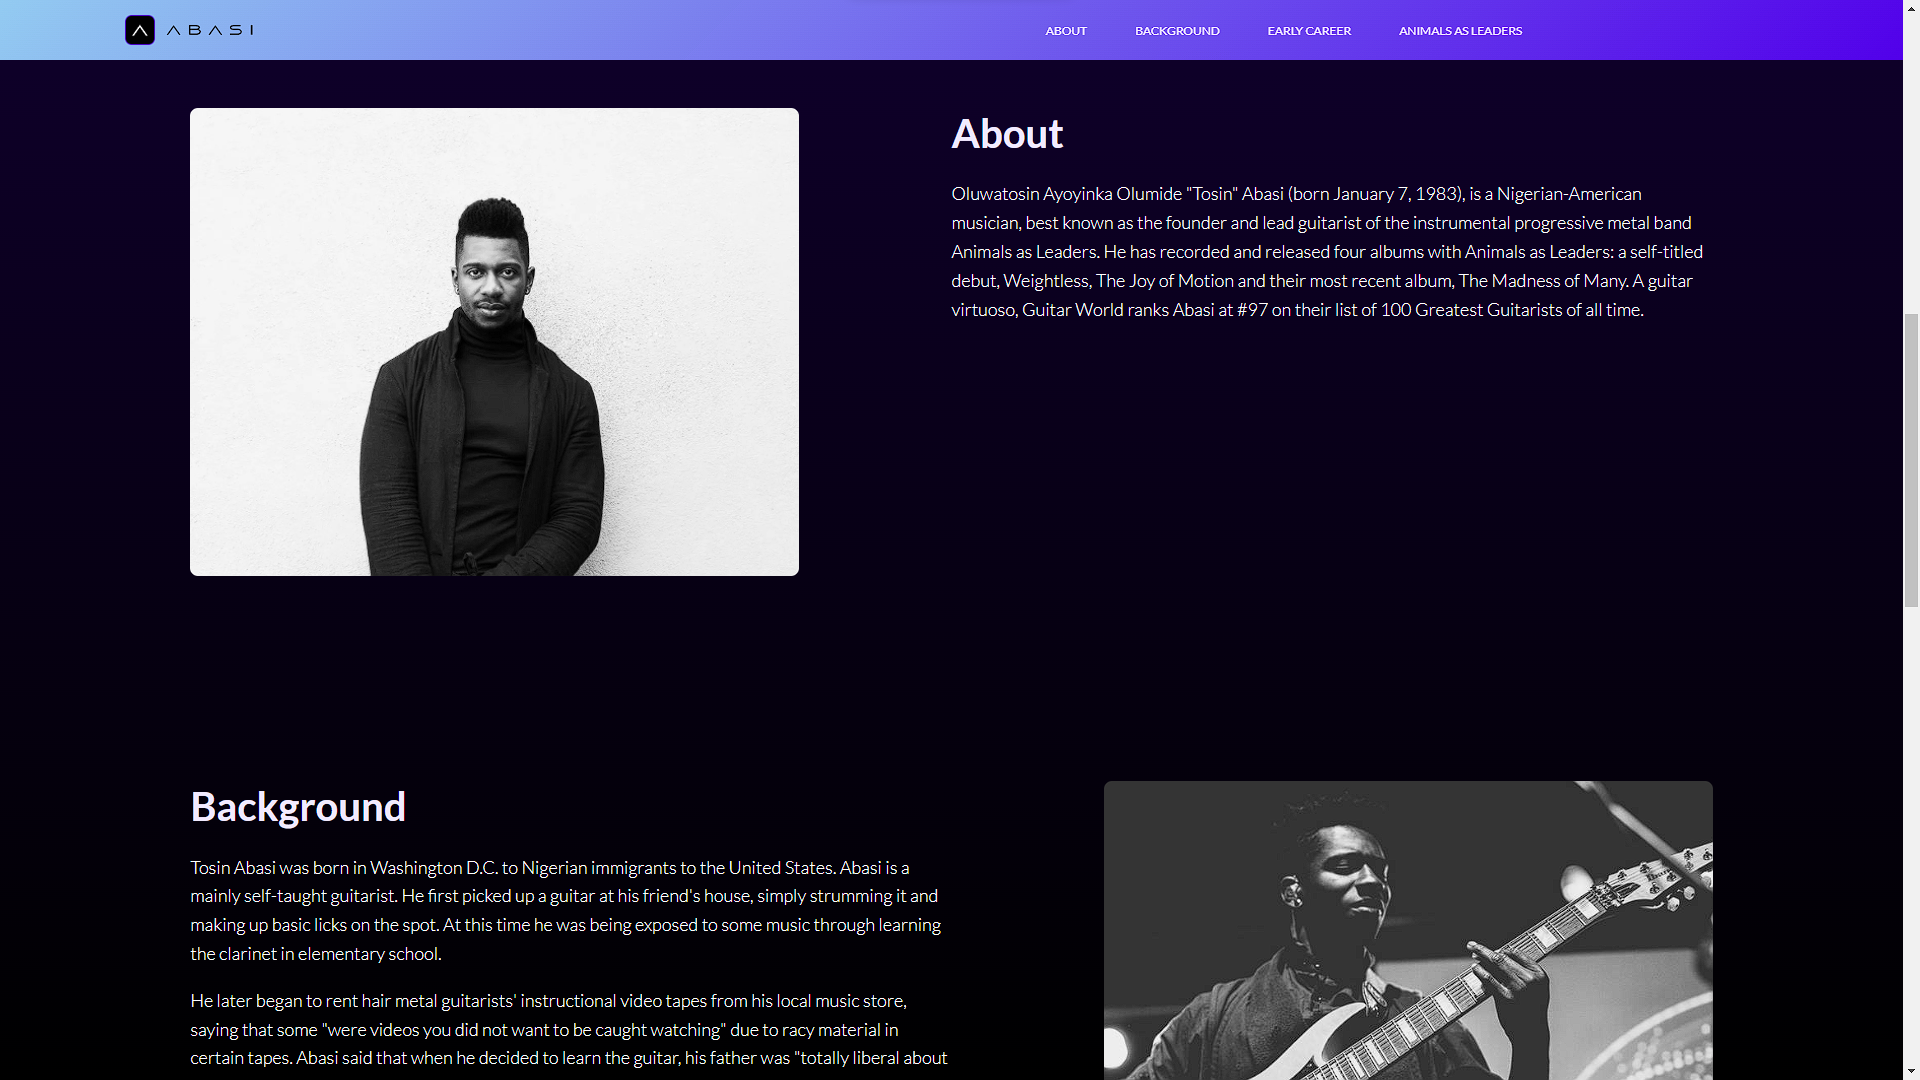 ABASI
ABOUT
BACKGROUND
EARLY CAREER
ANIMALS AS LEADERS
About
Oluwatosin Ayoyinka Olumide "Tosin" Abasi (born January 7, 1983), is a Nigerian-American
musician, best known as the founder and lead guitarist of the instrumental progressive metal band
Animals as Leaders. He has recorded and released four albums with Animals as Leaders: a self-titled
debut, Weightless, The Joy of Motion and their most recent album, The Madness of Many. A guitar
virtuoso, Guitar World ranks Abasi at #97 on their list of 100 Greatest Guitarists of all time.
Background
Tosin Abasi was born in Washington D.C. to Nigerian immigrants to the United States. Abasi is a
mainly self-taught guitarist. He first picked up a guitar at his friend's house, simply strumming it and
making up basic licks on the spot. At this time he was being exposed to some music through learning
the clarinet in elementary school.
He later began to rent hair metal guitarists' instructional video tapes from his local music store,
saying that some "were videos you did not want to be caught watching" due to racy material in
certain tapes. Abasi said that when he decided to learn the guitar, his father was "totally liberal about